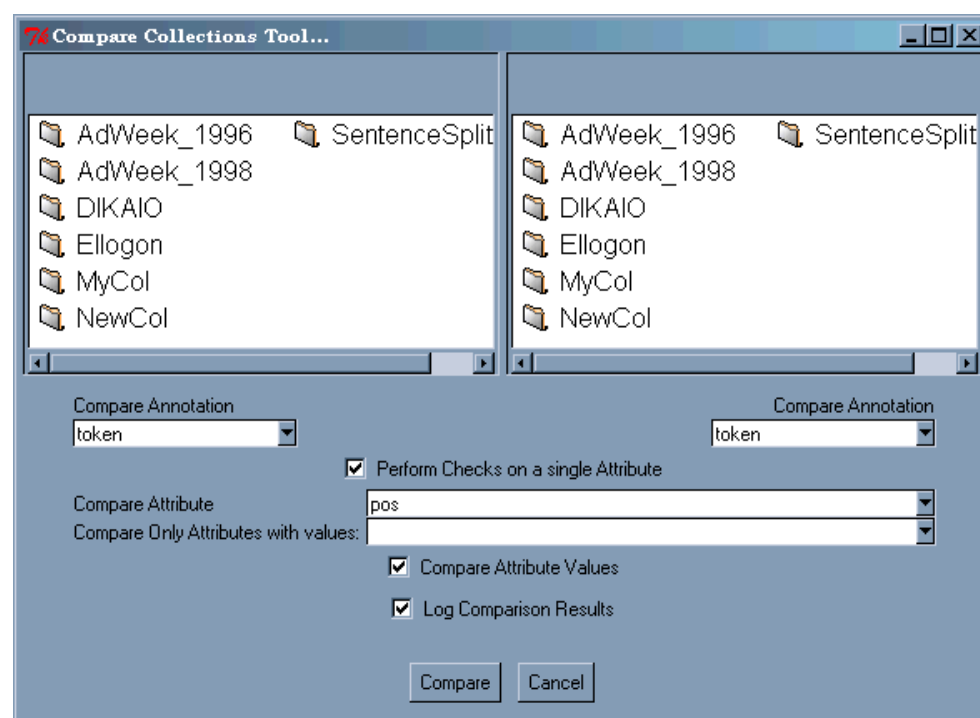 Compare Collections Tool...
AdWeek_1996 SentenceSplit
AdWeek_1998
DIKAIO
Ellogon
MyCol
NewCol
AdWeek_1996 SentenceSplit
AdWeek_1998
DIKAIO
Ellogon
MyCol
NewCol
Compare Annotation Compare Annotation
token token
Perform Checks on a single Attribute
Compare Attribute pos
Compare Only Attributes with values:
Compare Attribute Values
Log Comparison Results
Compare Cancel